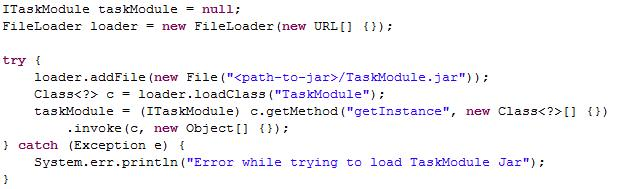 ITaskModule taskModule = null;
FileLoader loader = new FileLoader(new URL[] {});

try {
    loader.addFile(new File("<path-to-jar>/TaskModule.jar"));
    Class<?> c = loader.loadClass("TaskModule");
    taskModule = (ITaskModule) c.getMethod("getInstance", new Class<?>[] {})
        .invoke(c, new Object[] {});
} catch (Exception e) {
    System.err.println("Error while trying to load TaskModule Jar");
}